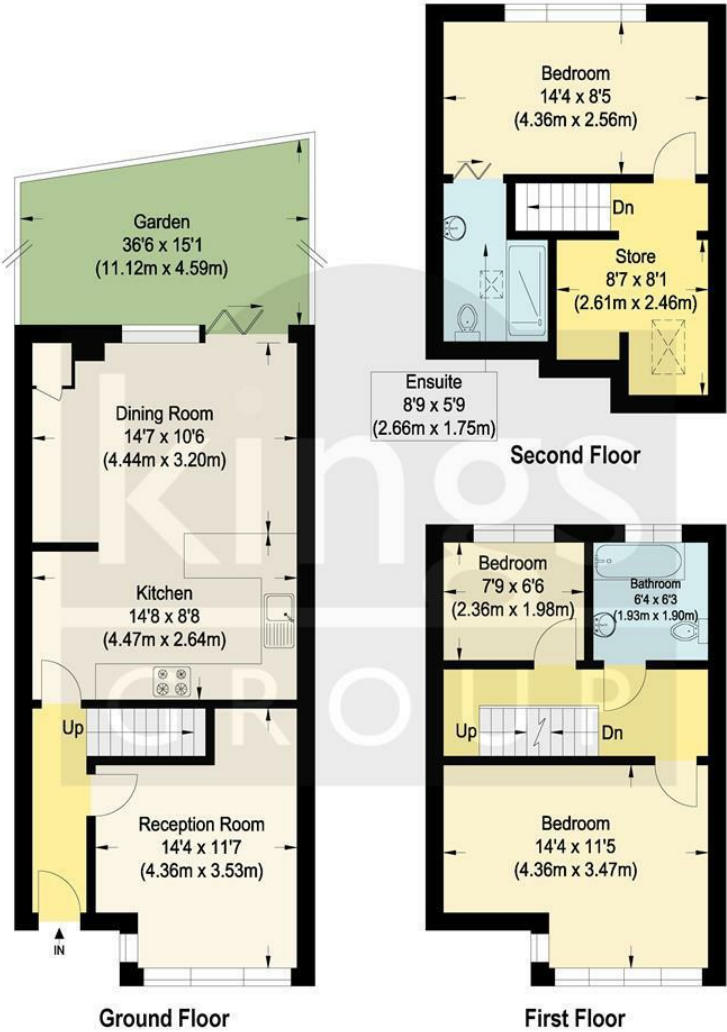 Garden
36'6 x 15'1
(11.12m x 4.59m)
Dining Room
14'7 x 10'6
(4.44m x 3.20m)
Kitchen
14'8 x 8'8
(4.47m x 2.64m)
Up
Reception Room
14'4 x 11'7
(4.36m x 3.53m)
IN
Ground Floor
Bedroom
14'4 x 8'5
(4.36m x 2.56m)
Dn
Store
8'7 x 8'1
(2.61m x 2.46m)
Ensuite
8'9 x 5'9
(2.66m x 1.75m)
Second Floor
Bedroom
7'9 x 6'6
(2.36m x 1.98m)
Bathroom
6'4 x 6'3
(1.93m x 1.90m)
Up
Dn
Bedroom
14'4 x 11'5
(4.36m x 3.47m)
First Floor
kings
GROUP